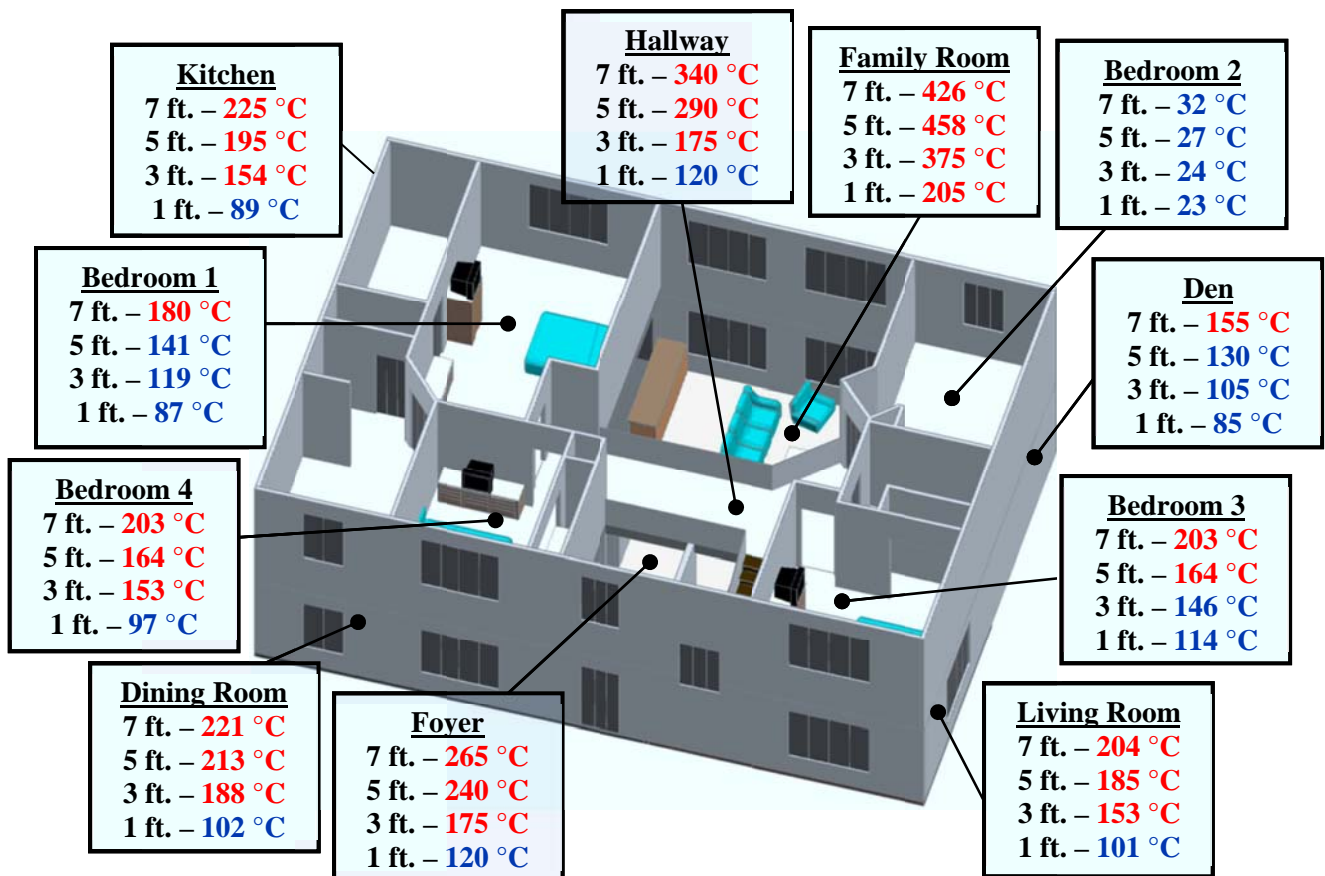 Kitchen
7 ft. – 225 °C
5 ft. – 195 °C
3 ft. – 154 °C
1 ft. – 89 °C
Hallway
7 ft. – 340 °C
5 ft. – 290 °C
3 ft. – 175 °C
1 ft. – 120 °C
Family Room
7 ft. – 426 °C
5 ft. – 458 °C
3 ft. – 375 °C
1 ft. – 205 °C
Bedroom 2
7 ft. – 32 °C
5 ft. – 27 °C
3 ft. – 24 °C
1 ft. – 23 °C
Bedroom 1
7 ft. – 180 °C
5 ft. – 141 °C
3 ft. – 119 °C
1 ft. – 87 °C
Den
7 ft. – 155 °C
5 ft. – 130 °C
3 ft. – 105 °C
1 ft. – 85 °C
Bedroom 4
7 ft. – 203 °C
5 ft. – 164 °C
3 ft. – 153 °C
1 ft. – 97 °C
Bedroom 3
7 ft. – 203 °C
5 ft. – 164 °C
3 ft. – 146 °C
1 ft. – 114 °C
Dining Room
7 ft. – 221 °C
5 ft. – 213 °C
3 ft. – 188 °C
1 ft. – 102 °C
Foyer
7 ft. – 265 °C
5 ft. – 240 °C
3 ft. – 175 °C
1 ft. – 120 °C
Living Room
7 ft. – 204 °C
5 ft. – 185 °C
3 ft. – 153 °C
1 ft. – 101 °C